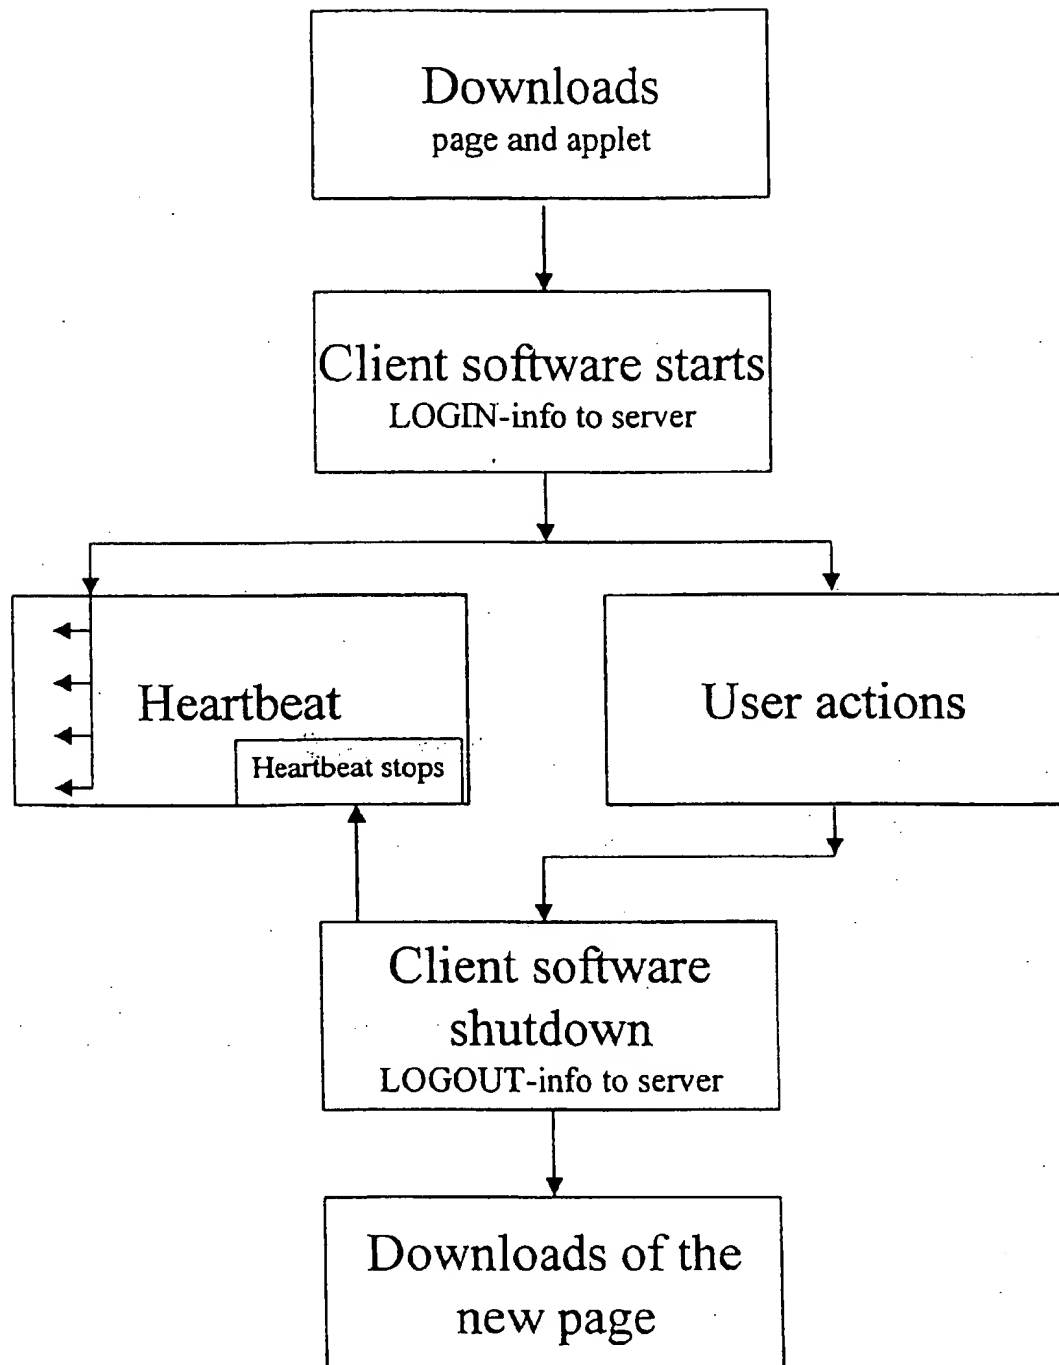 Downloads
page and applet
Client software starts
LOGIN-info to server
Heartbeat
Heartbeat stops
User actions
Client software
shutdown
LOGOUT-info to server
Downloads of the
new page